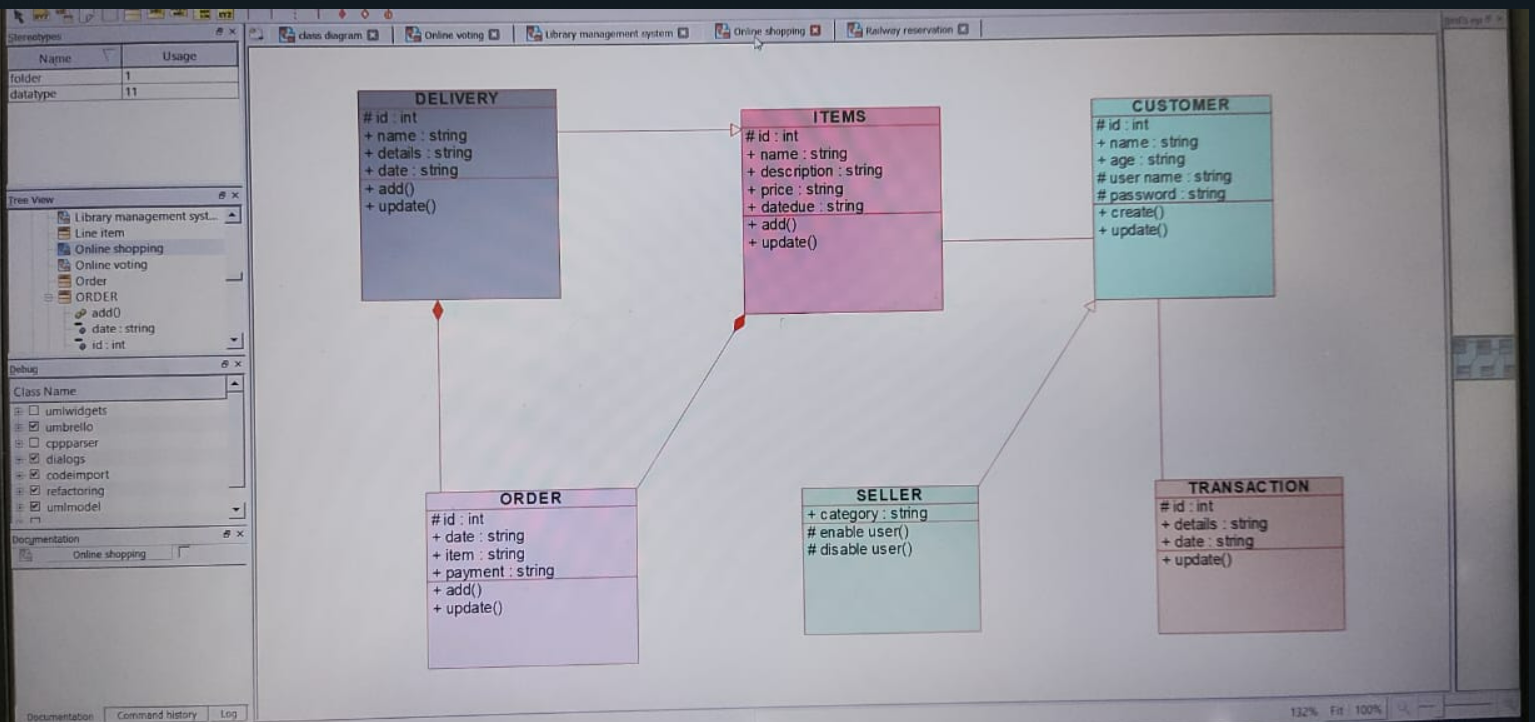 Stereotypes
Name Usage
folder 1
datatype 11
class diagram
Online voting
Library management system
Online shopping
Railway reservation
Tree View
Library management syst...
Line item
Online shopping
Online voting
Order
ORDER
add()
date : string
id : int
Debug
Class Name
umlwidgets
umbrello
cppparser
dialogs
codeimport
refactoring
umlmodel
Documentation
Online shopping
Documentation Command history Log
DELIVERY
# id : int
+ name : string
+ details : string
+ date : string
+ add()
+ update()
ITEMS
# id : int
+ name : string
+ description : string
+ price : string
+ datedue : string
+ add()
+ update()
CUSTOMER
# id : int
+ name : string
+ age : string
# user name : string
# password : string
+ create()
+ update()
ORDER
# id : int
+ date : string
+ item : string
+ payment : string
+ add()
+ update()
SELLER
+ category : string
# enable user()
# disable user()
TRANSACTION
# id : int
+ details : string
+ date : string
+ update()
132% Fit 100%